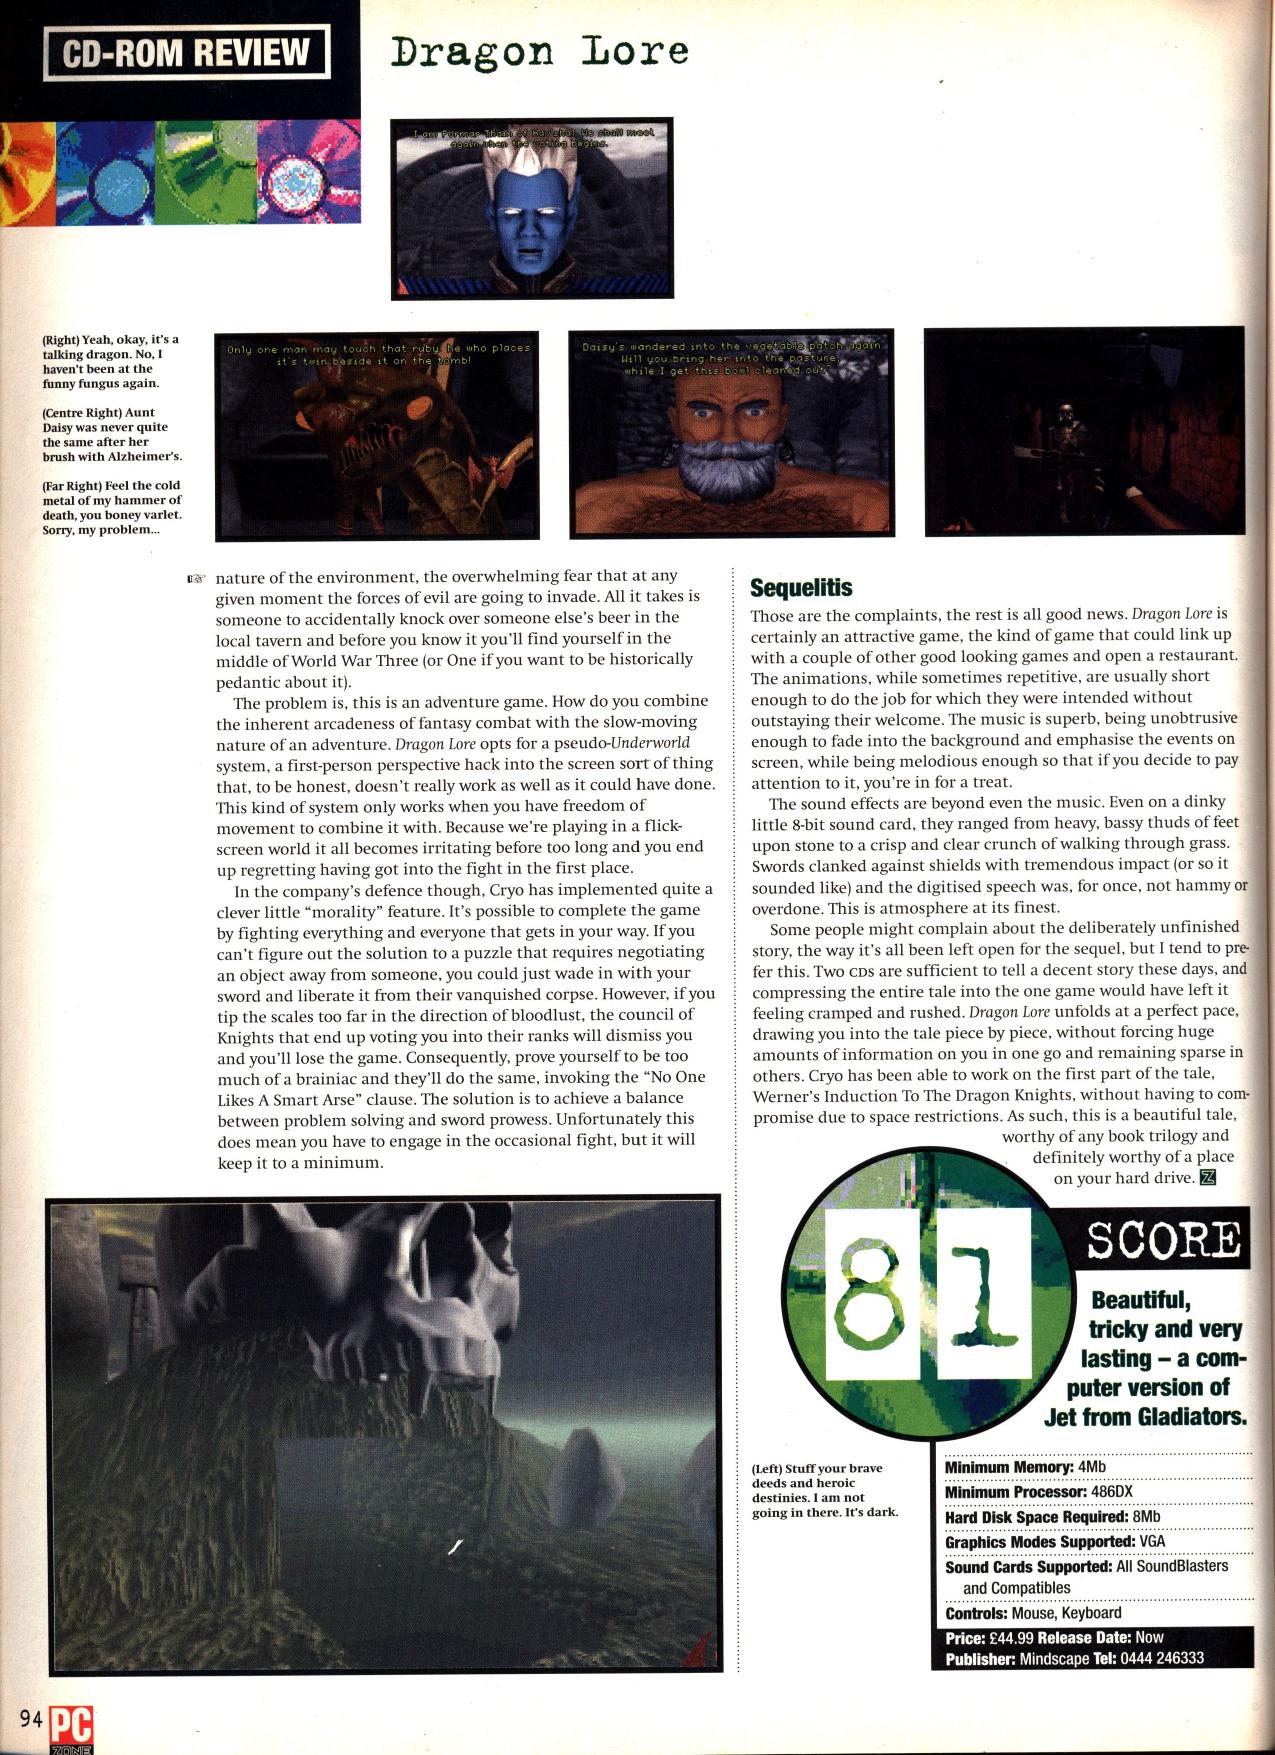 CD-ROM REVIEW
Dragon Lore
I am Formar Thain of Hav'shal We shall meet
again when the voting begins.
(Right) Yeah, okay, it's a
talking dragon. No, I
haven't been at the
funny fungus again.
(Centre Right) Aunt
Daisy was never quite
the same after her
brush with Alzheimer's.
(Far Right) Feel the cold
metal of my hammer of
death, you boney varlet.
Sorry, my problem...
Only one man may touch that ruby: he who places
it's twin beside it on the tomb!
Daisy's wandered into the vegetable patch again
Will you bring her into the pasture,
while I get this bowl cleaned out?
nature of the environment, the overwhelming fear that at any
given moment the forces of evil are going to invade. All it takes is
someone to accidentally knock over someone else's beer in the
local tavern and before you know it you'll find yourself in the
middle of World War Three (or One if you want to be historically
pedantic about it).
The problem is, this is an adventure game. How do you combine
the inherent arcadeness of fantasy combat with the slow-moving
nature of an adventure. Dragon Lore opts for a pseudo-Underworld
system, a first-person perspective hack into the screen sort of thing
that, to be honest, doesn't really work as well as it could have done.
This kind of system only works when you have freedom of
movement to combine it with. Because we're playing in a flick-
screen world it all becomes irritating before too long and you end
up regretting having got into the fight in the first place.
In the company's defence though, Cryo has implemented quite a
clever little "morality" feature. It's possible to complete the game
by fighting everything and everyone that gets in your way. If you
can't figure out the solution to a puzzle that requires negotiating
an object away from someone, you could just wade in with your
sword and liberate it from their vanquished corpse. However, if you
tip the scales too far in the direction of bloodlust, the council of
Knights that end up voting you into their ranks will dismiss you
and you'll lose the game. Consequently, prove yourself to be too
much of a brainiac and they'll do the same, invoking the "No One
Likes A Smart Arse" clause. The solution is to achieve a balance
between problem solving and sword prowess. Unfortunately this
does mean you have to engage in the occasional fight, but it will
keep it to a minimum.
Sequelitis
Those are the complaints, the rest is all good news. Dragon Lore is
certainly an attractive game, the kind of game that could link up
with a couple of other good looking games and open a restaurant.
The animations, while sometimes repetitive, are usually short
enough to do the job for which they were intended without
outstaying their welcome. The music is superb, being unobtrusive
enough to fade into the background and emphasise the events on
screen, while being melodious enough so that if you decide to pay
attention to it, you're in for a treat.
The sound effects are beyond even the music. Even on a dinky
little 8-bit sound card, they ranged from heavy, bassy thuds of feet
upon stone to a crisp and clear crunch of walking through grass.
Swords clanked against shields with tremendous impact (or so it
sounded like) and the digitised speech was, for once, not hammy or
overdone. This is atmosphere at its finest.
Some people might complain about the deliberately unfinished
story, the way it's all been left open for the sequel, but I tend to pre-
fer this. Two CDs are sufficient to tell a decent story these days, and
compressing the entire tale into the one game would have left it
feeling cramped and rushed. Dragon Lore unfolds at a perfect pace,
drawing you into the tale piece by piece, without forcing huge
amounts of information on you in one go and remaining sparse in
others. Cryo has been able to work on the first part of the tale,
Werner's Induction To The Dragon Knights, without having to com-
promise due to space restrictions. As such, this is a beautiful tale,
worthy of any book trilogy and
definitely worthy of a place
on your hard drive. Z
81
SCORE
Beautiful,
tricky and very
lasting – a com-
puter version of
Jet from Gladiators.
(Left) Stuff your brave
deeds and heroic
destinies. I am not
going in there. It's dark.
Minimum Memory: 4Mb
Minimum Processor: 486DX
Hard Disk Space Required: 8Mb
Graphics Modes Supported: VGA
Sound Cards Supported: All SoundBlasters
and Compatibles
Controls: Mouse, Keyboard
Price: £44.99 Release Date: Now
Publisher: Mindscape Tel: 0444 246333
94 PC
ZONE